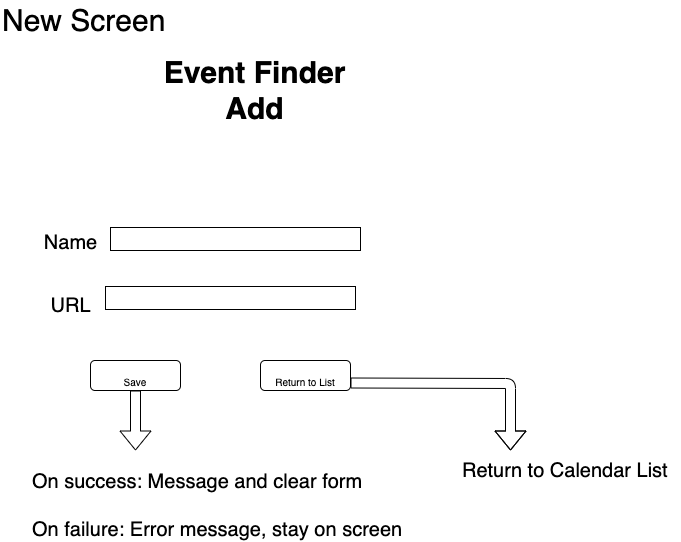 New Screen
Event Finder
Add
Name
URL
Save
Return to List
On success: Message and clear form
Return to Calendar List
On failure: Error message, stay on screen